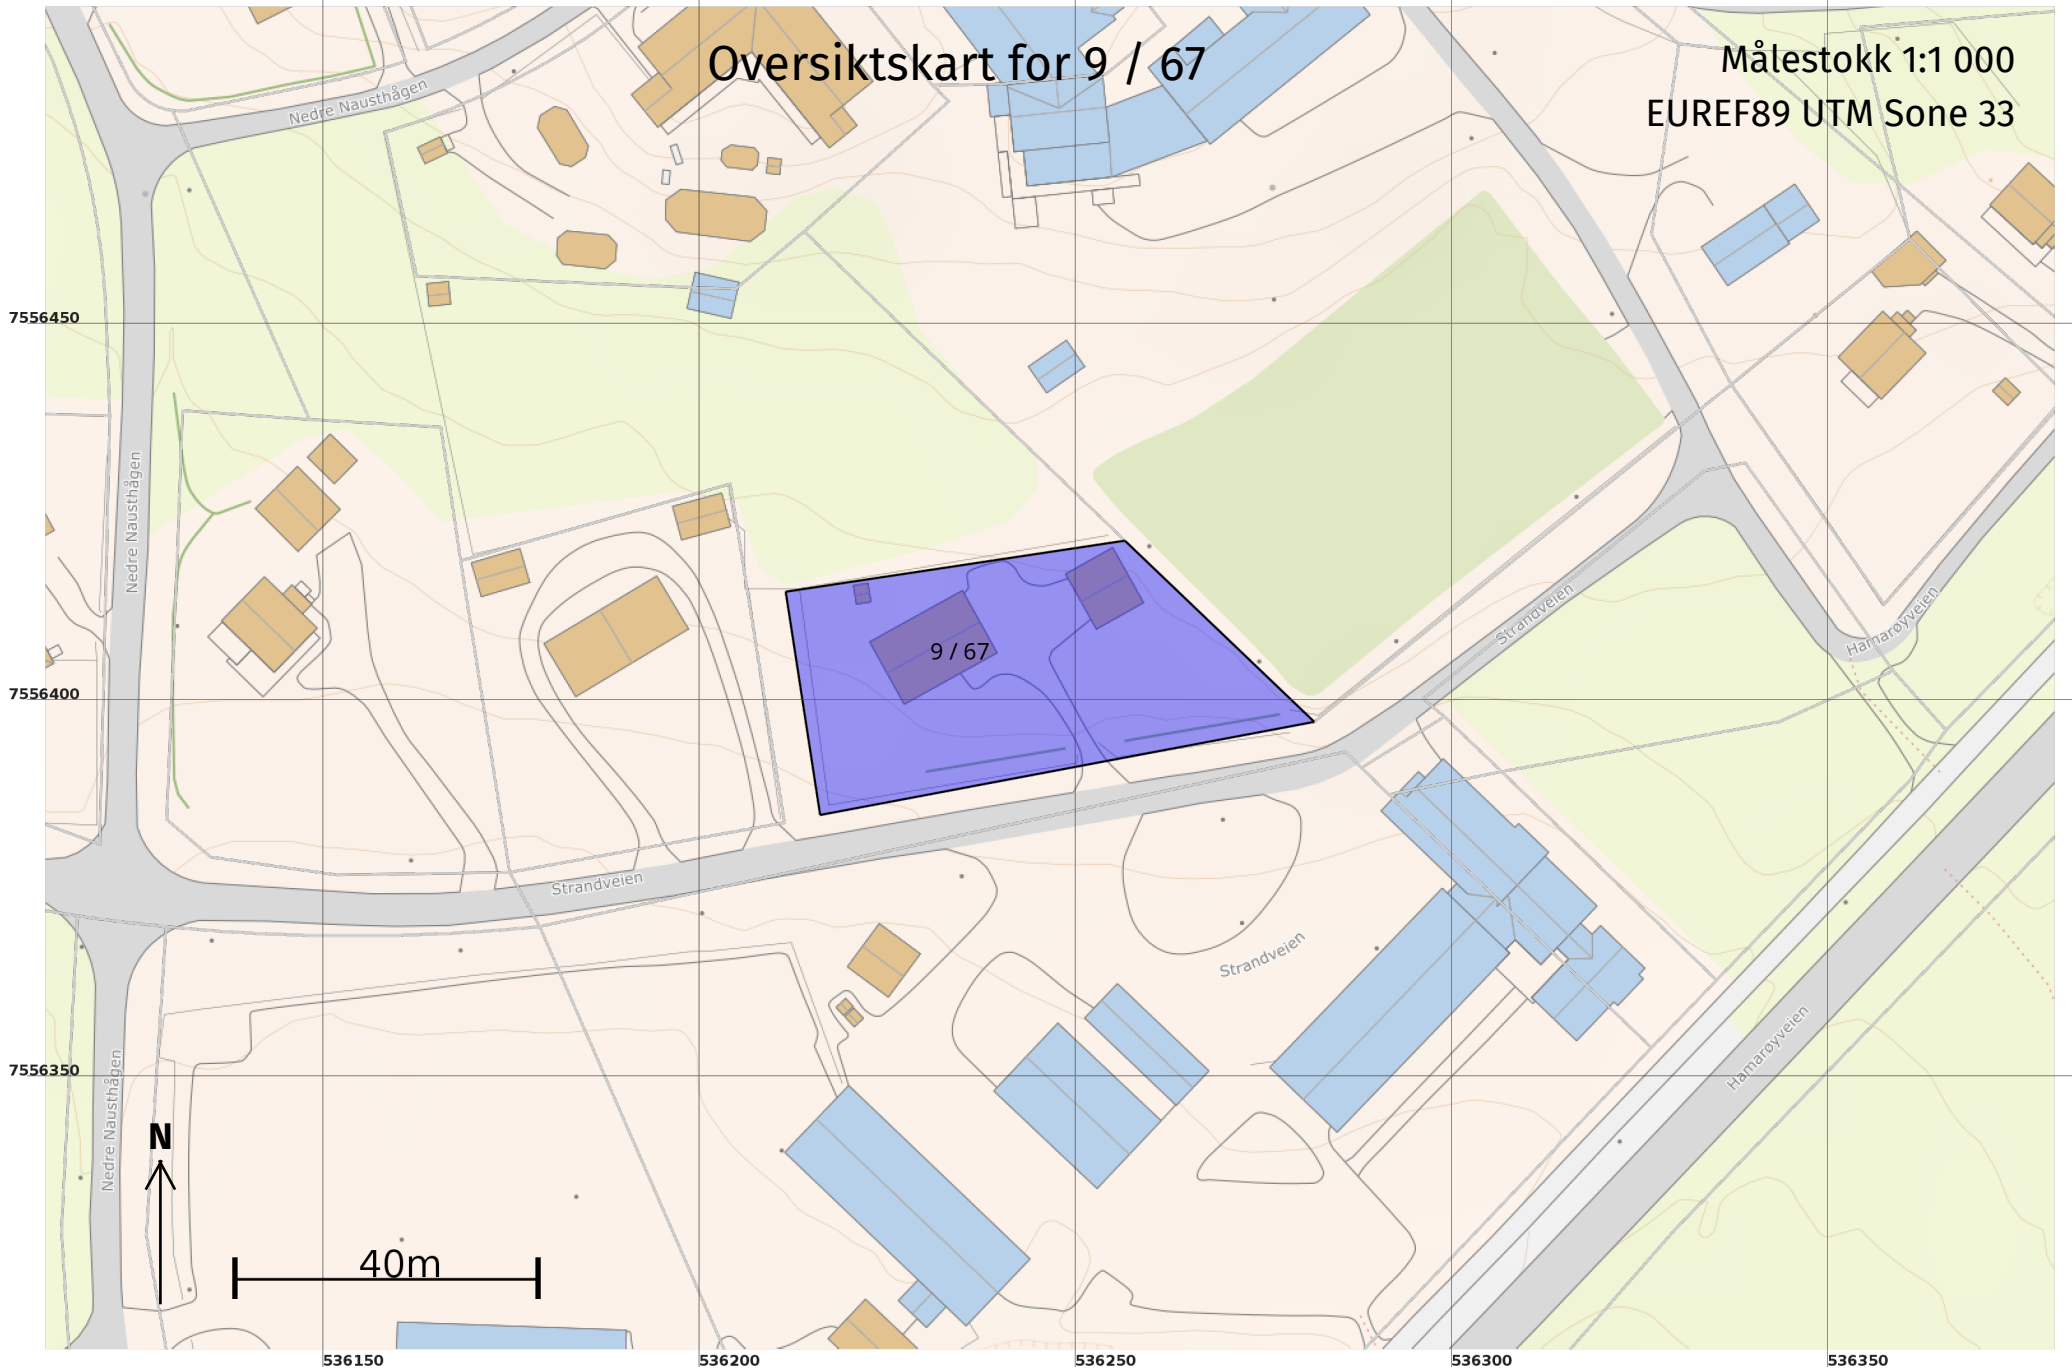 Oversiktskart for 9 / 67
Målestokk 1:1 000
EUREF89 UTM Sone 33
Nedre Nausthågen
7556450
Nedre Nausthågen
Strandveien
Hamarøyveien
9 / 67
7556400
Strandveien
Strandveien
Hamarøyveien
7556350
Nedre Nausthågen
N
40m
536150
536200
536250
536300
536350